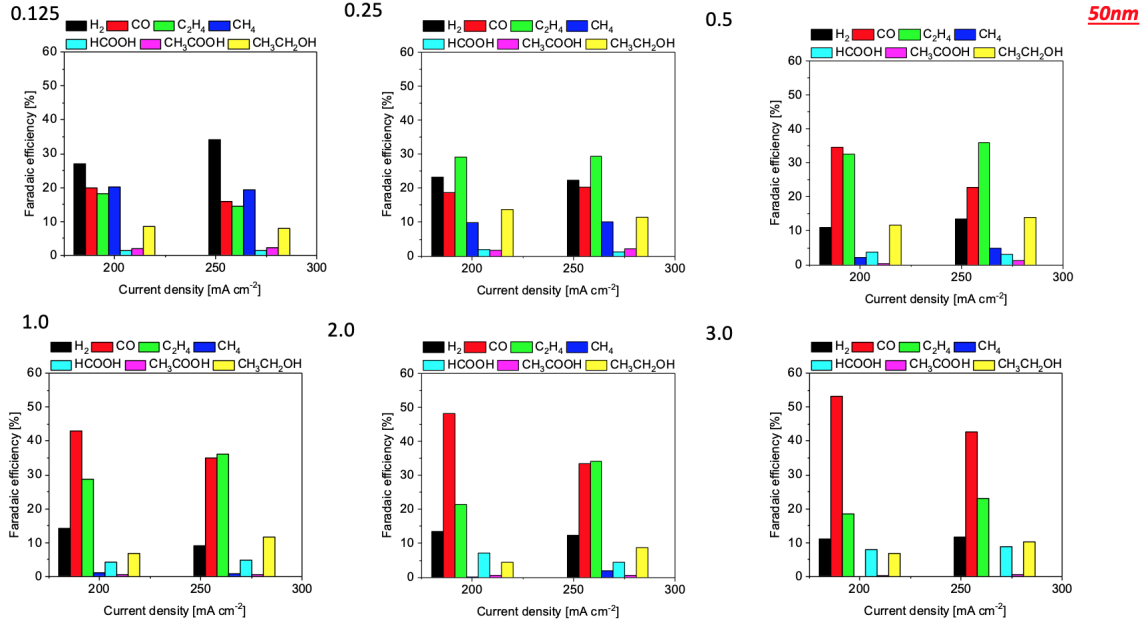 0.125
H₂ CO C₂H₄ CH₄
HCOOH CH₃COOH CH₃CH₂OH
60
50
40
30
20
10
0
Faradaic efficiency [%]
200 250 300
Current density [mA cm⁻²]
0.25
H₂ CO C₂H₄ CH₄
HCOOH CH₃COOH CH₃CH₂OH
60
50
40
30
20
10
0
Faradaic efficiency [%]
200 250 300
Current density [mA cm⁻²]
0.5
50nm
H₂ CO C₂H₄ CH₄
HCOOH CH₃COOH CH₃CH₂OH
60
50
40
30
20
10
0
Faradaic efficiency [%]
200 250 300
Current density [mA cm⁻²]
1.0
H₂ CO C₂H₄ CH₄
HCOOH CH₃COOH CH₃CH₂OH
60
50
40
30
20
10
0
Faradaic efficiency [%]
200 250 300
Current density [mA cm⁻²]
2.0
H₂ CO C₂H₄ CH₄
HCOOH CH₃COOH CH₃CH₂OH
60
50
40
30
20
10
0
Faradaic efficiency [%]
200 250 300
Current density [mA cm⁻²]
3.0
H₂ CO C₂H₄ CH₄
HCOOH CH₃COOH CH₃CH₂OH
60
50
40
30
20
10
0
Faradaic efficiency [%]
200 250 300
Current density [mA cm⁻²]